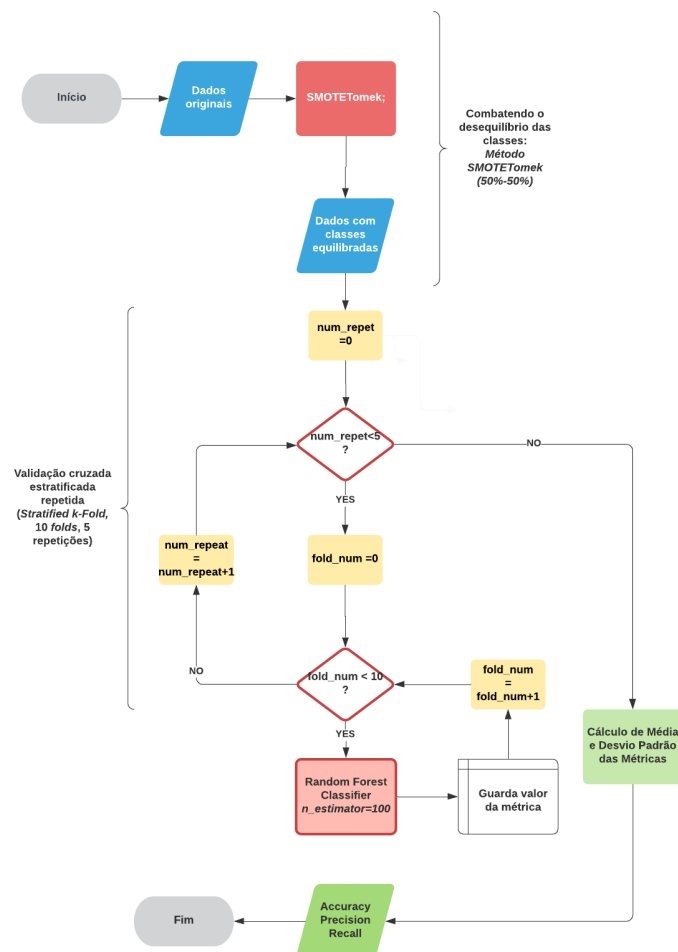 Início
Dados
originais
SMOTETomek;
Combatendo o
desequilíbrio das
classes:
Método
SMOTETomek
(50%-50%)
Dados com
classes
equilibradas
num_repet
=0
num_repet<5
?
NO
YES
Validação cruzada
estratificada
repetida
(Stratified k-Fold,
10 folds, 5
repetições)
num_repeat
=
num_repeat+1
fold_num =0
fold_num < 10
?
NO
YES
fold_num
=
fold_num+1
Cálculo de Média
e Desvio Padrão
das Métricas
Random Forest
Classifier
n_estimator=100
Guarda valor
da métrica
Fim
Accuracy
Precision
Recall